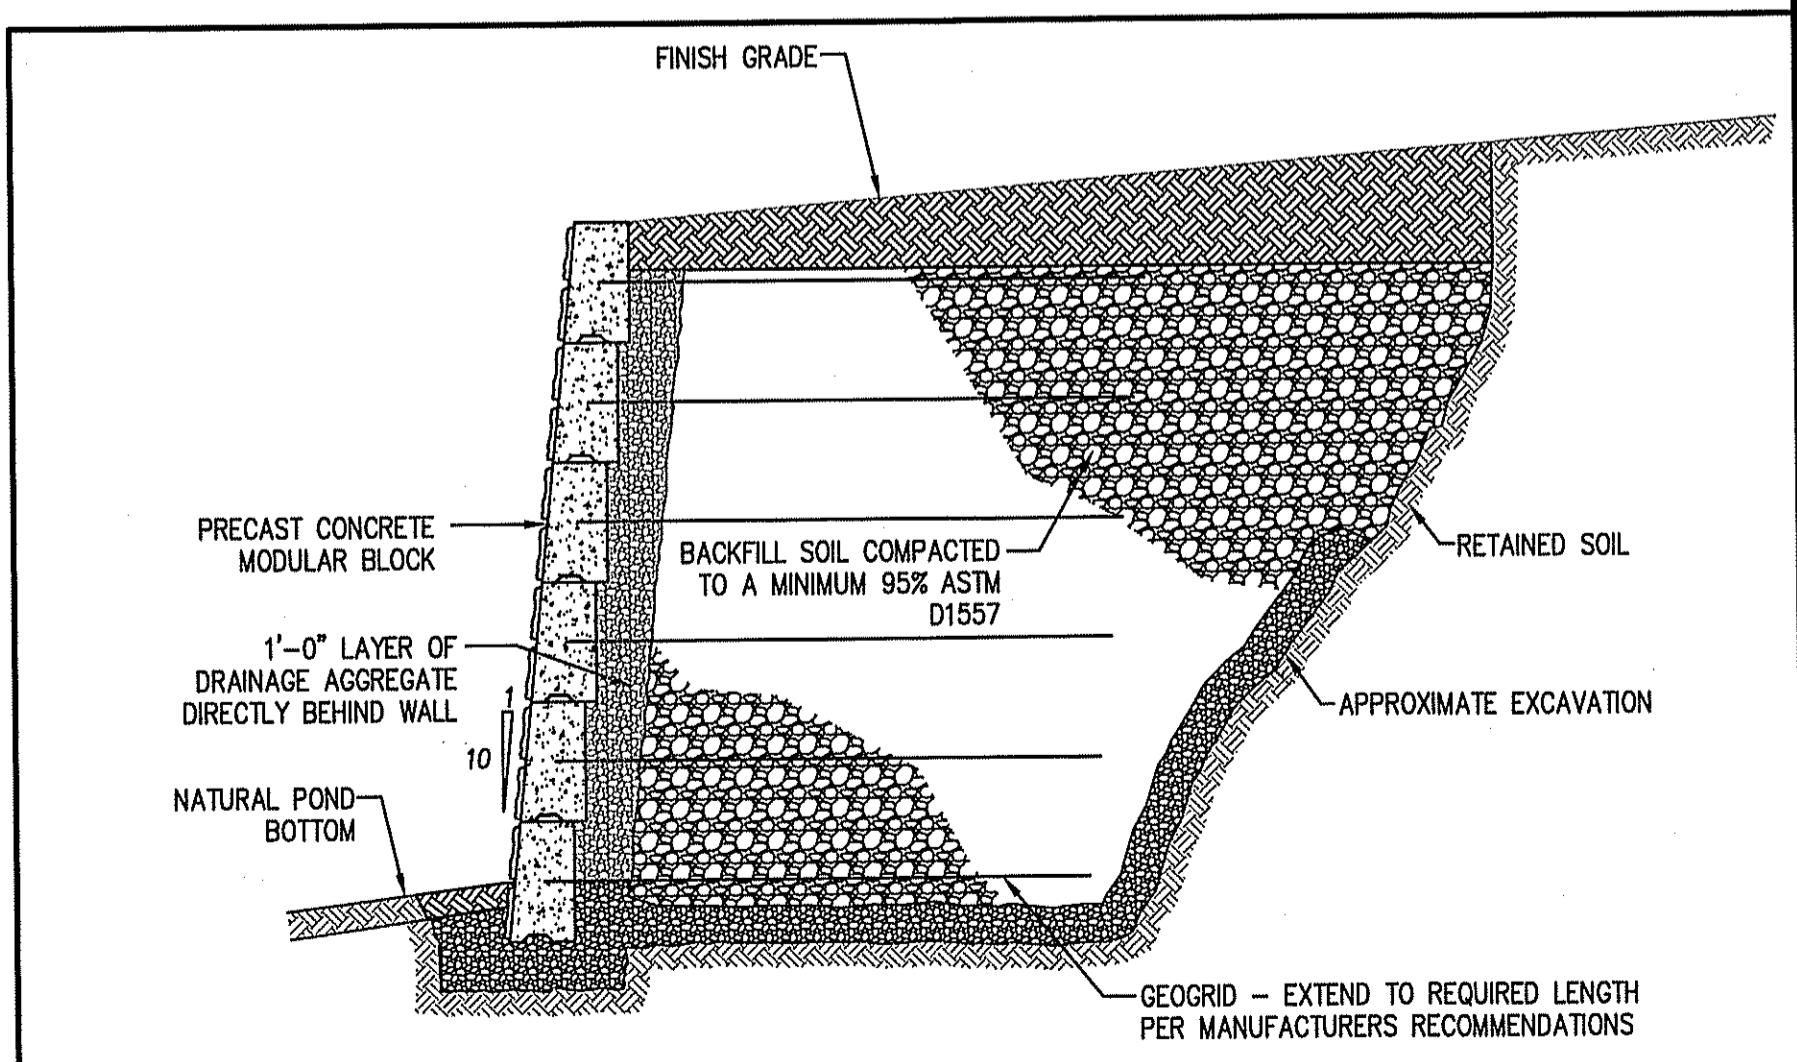 FINISH GRADE
PRECAST CONCRETE
MODULAR BLOCK
BACKFILL SOIL COMPACTED
TO A MINIMUM 95% ASTM
D1557
RETAINED SOIL
1'-0" LAYER OF
DRAINAGE AGGREGATE
DIRECTLY BEHIND WALL
1
10
APPROXIMATE EXCAVATION
NATURAL POND
BOTTOM
GEOGRID - EXTEND TO REQUIRED LENGTH
PER MANUFACTURERS RECOMMENDATIONS